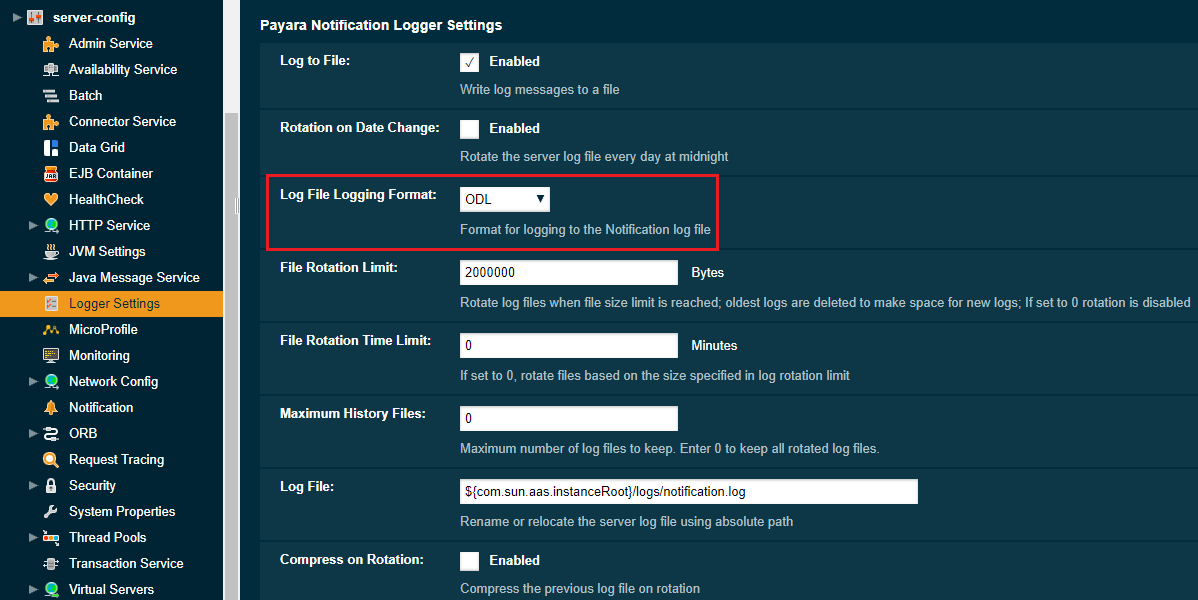 server-config
Admin Service
Availability Service
Batch
Connector Service
Data Grid
EJB Container
HealthCheck
HTTP Service
JVM Settings
Java Message Service
Logger Settings
MicroProfile
Monitoring
Network Config
Notification
ORB
Request Tracing
Security
System Properties
Thread Pools
Transaction Service
Virtual Servers
Payara Notification Logger Settings
Log to File: ✓ Enabled
Write log messages to a file
Rotation on Date Change: Enabled
Rotate the server log file every day at midnight
Log File Logging Format: ODL
Format for logging to the Notification log file
File Rotation Limit: 2000000 Bytes
Rotate log files when file size limit is reached; oldest logs are deleted to make space for new logs; If set to 0 rotation is disabled
File Rotation Time Limit: 0 Minutes
If set to 0, rotate files based on the size specified in log rotation limit
Maximum History Files: 0
Maximum number of log files to keep. Enter 0 to keep all rotated log files.
Log File: ${com.sun.aas.instanceRoot}/logs/notification.log
Rename or relocate the server log file using absolute path
Compress on Rotation: Enabled
Compress the previous log file on rotation